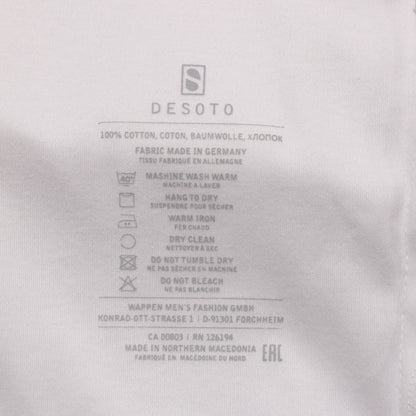 DESOTO
100% COTTON, COTON, BAUMWOLLE, ХЛОПОК
FABRIC MADE IN GERMANY
TISSU FABRIQUÉ EN ALLEMAGNE
40°
MASHINE WASH WARM
MACHINE A LAVER
HANG TO DRY
SUSPENDRE POUR SÉCHER
WARM IRON
FER CHAUD
DRY CLEAN
NETTOYER À SEC
DO NOT TUMBLE DRY
NE PAS SÉCHER EN MACHINE
DO NOT BLEACH
NE PAS BLANCHIR
WAPPEN MEN'S FASHION GMBH
KONRAD-OTT-STRASSE 1 | D-91301 FORCHHEIM
CA 00803 | RN 126194
MADE IN NORTHERN MACEDONIA
FABRIQUÉ EN MACÉDOINE DU NORD
EAC